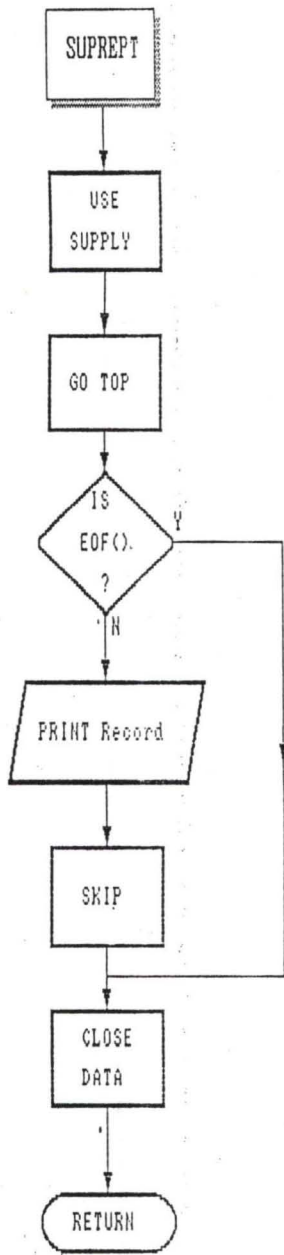 SUPREPT
USE
SUPPLY
GO TOP
IS
EOF().
?
Y
N
PRINT Record
SKIP
CLOSE
DATA
RETURN